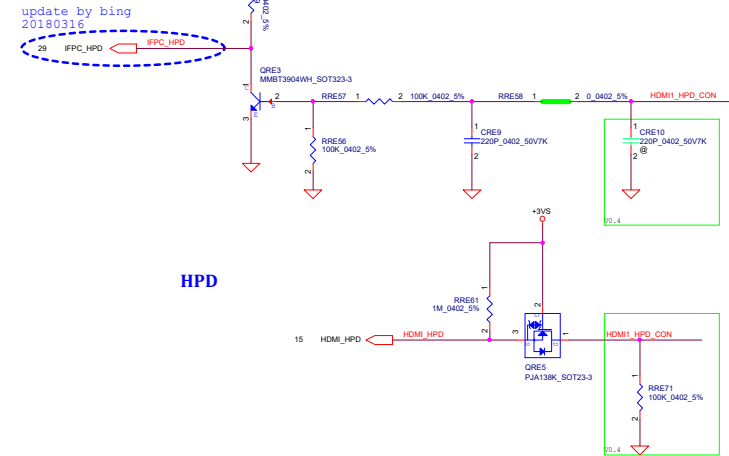 update by bing
20180316
402_5%
2
29 IFPC_HPD IFPC_HPD
QRE3
MMBT3904WH_SOT323-3
1
2 RRE57 1 2 100K_0402_5% RRE58 1 2 0_0402_5% HDMI1_HPD_CON
3
1
RRE56
100K_0402_5%
2
1
CRE9
220P_0402_50V7K
2
1
CRE10
220P_0402_50V7K
@
2
V0.4
+3VS
HPD
1
RRE61
1M_0402_5%
2
2
15 HDMI_HPD HDMI_HPD 3 1 HDMI1_HPD_CON
QRE5
PJA138K_SOT23-3
1
RRE71
100K_0402_5%
2
V0.4